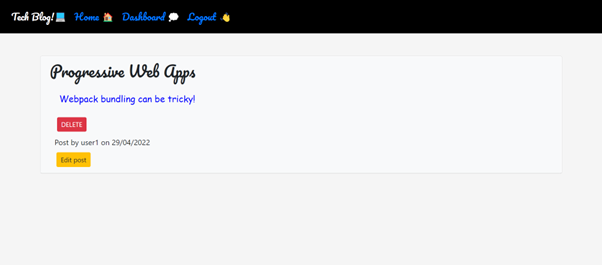 Tech Blog!💻 Home 🏠 Dashboard 💭 Logout 👋
Progressive Web Apps
Webpack bundling can be tricky!
DELETE
Post by user1 on 29/04/2022
Edit post